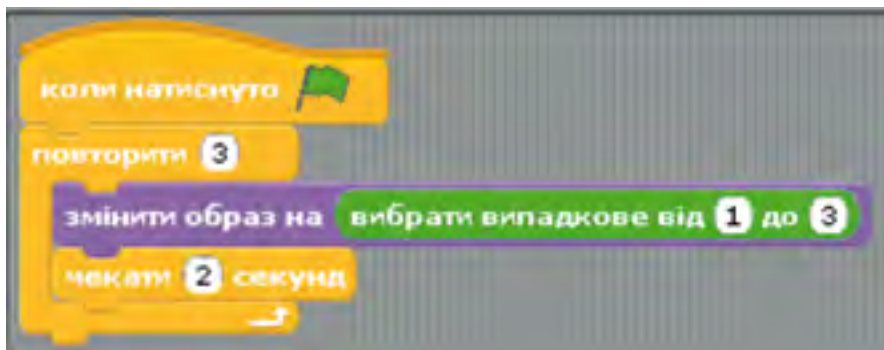 коли натиснуто
повторити 3
змінити образ на вибрати випадкове від 1 до 3
чекати 2 секунд